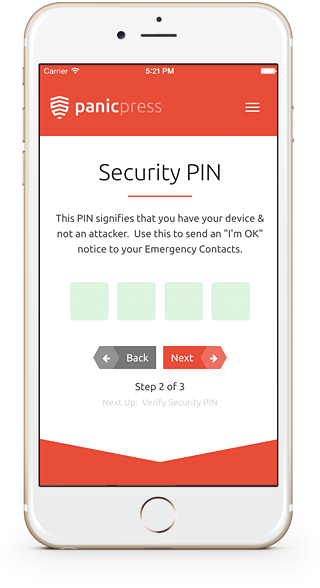 Carrier 5:21 PM
panicpress
Security PIN
This PIN signifies that you have your device &
not an attacker. Use this to send an "I'm OK"
notice to your Emergency Contacts.
Back Next
Step 2 of 3
Next Up: Verify Security PIN